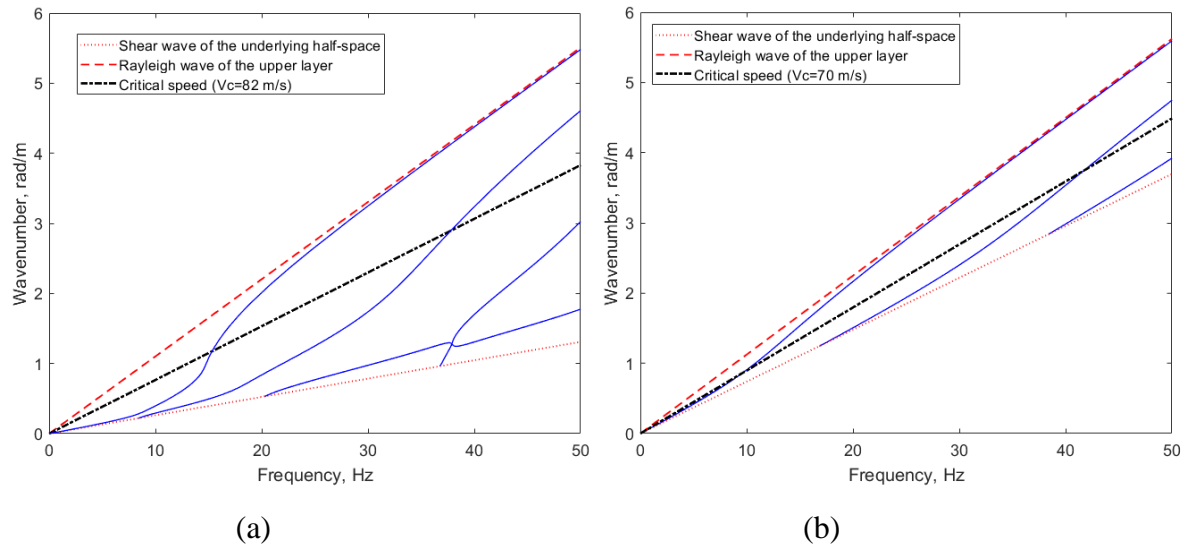 6
5
4
3
2
1
0
Wavenumber, rad/m
Shear wave of the underlying half-space
Rayleigh wave of the upper layer
Critical speed (Vc=82 m/s)
0 10 20 30 40 50
Frequency, Hz
(a)
6
5
4
3
2
1
0
Wavenumber, rad/m
Shear wave of the underlying half-space
Rayleigh wave of the upper layer
Critical speed (Vc=70 m/s)
0 10 20 30 40 50
Frequency, Hz
(b)